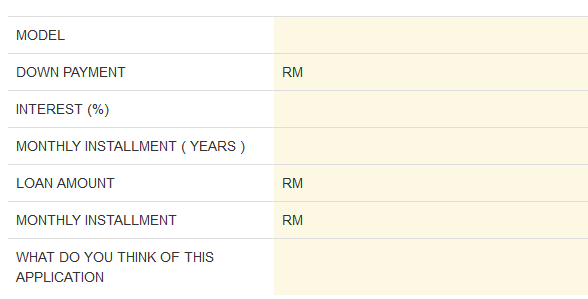 MODEL
DOWN PAYMENT RM
INTEREST (%)
MONTHLY INSTALLMENT ( YEARS )
LOAN AMOUNT RM
MONTHLY INSTALLMENT RM
WHAT DO YOU THINK OF THIS
APPLICATION